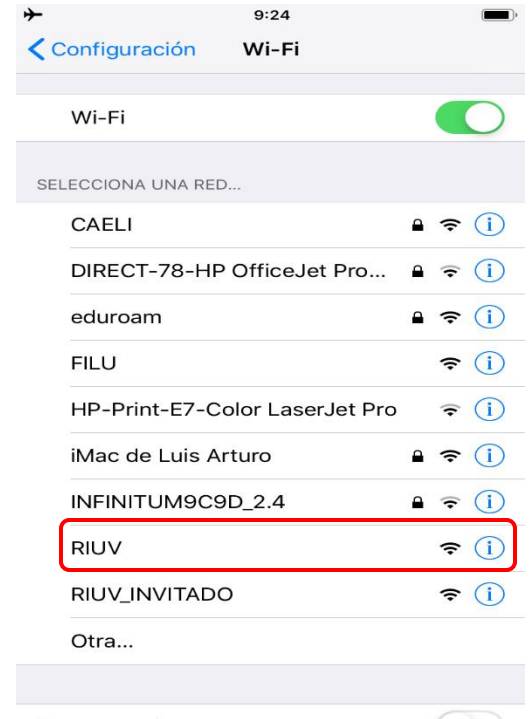 9:24
Configuración Wi-Fi
Wi-Fi
SELECCIONA UNA RED...
CAELI
DIRECT-78-HP OfficeJet Pro...
eduroam
FILU
HP-Print-E7-Color LaserJet Pro
iMac de Luis Arturo
INFINITUM9C9D_2.4
RIUV
RIUV_INVITADO
Otra...